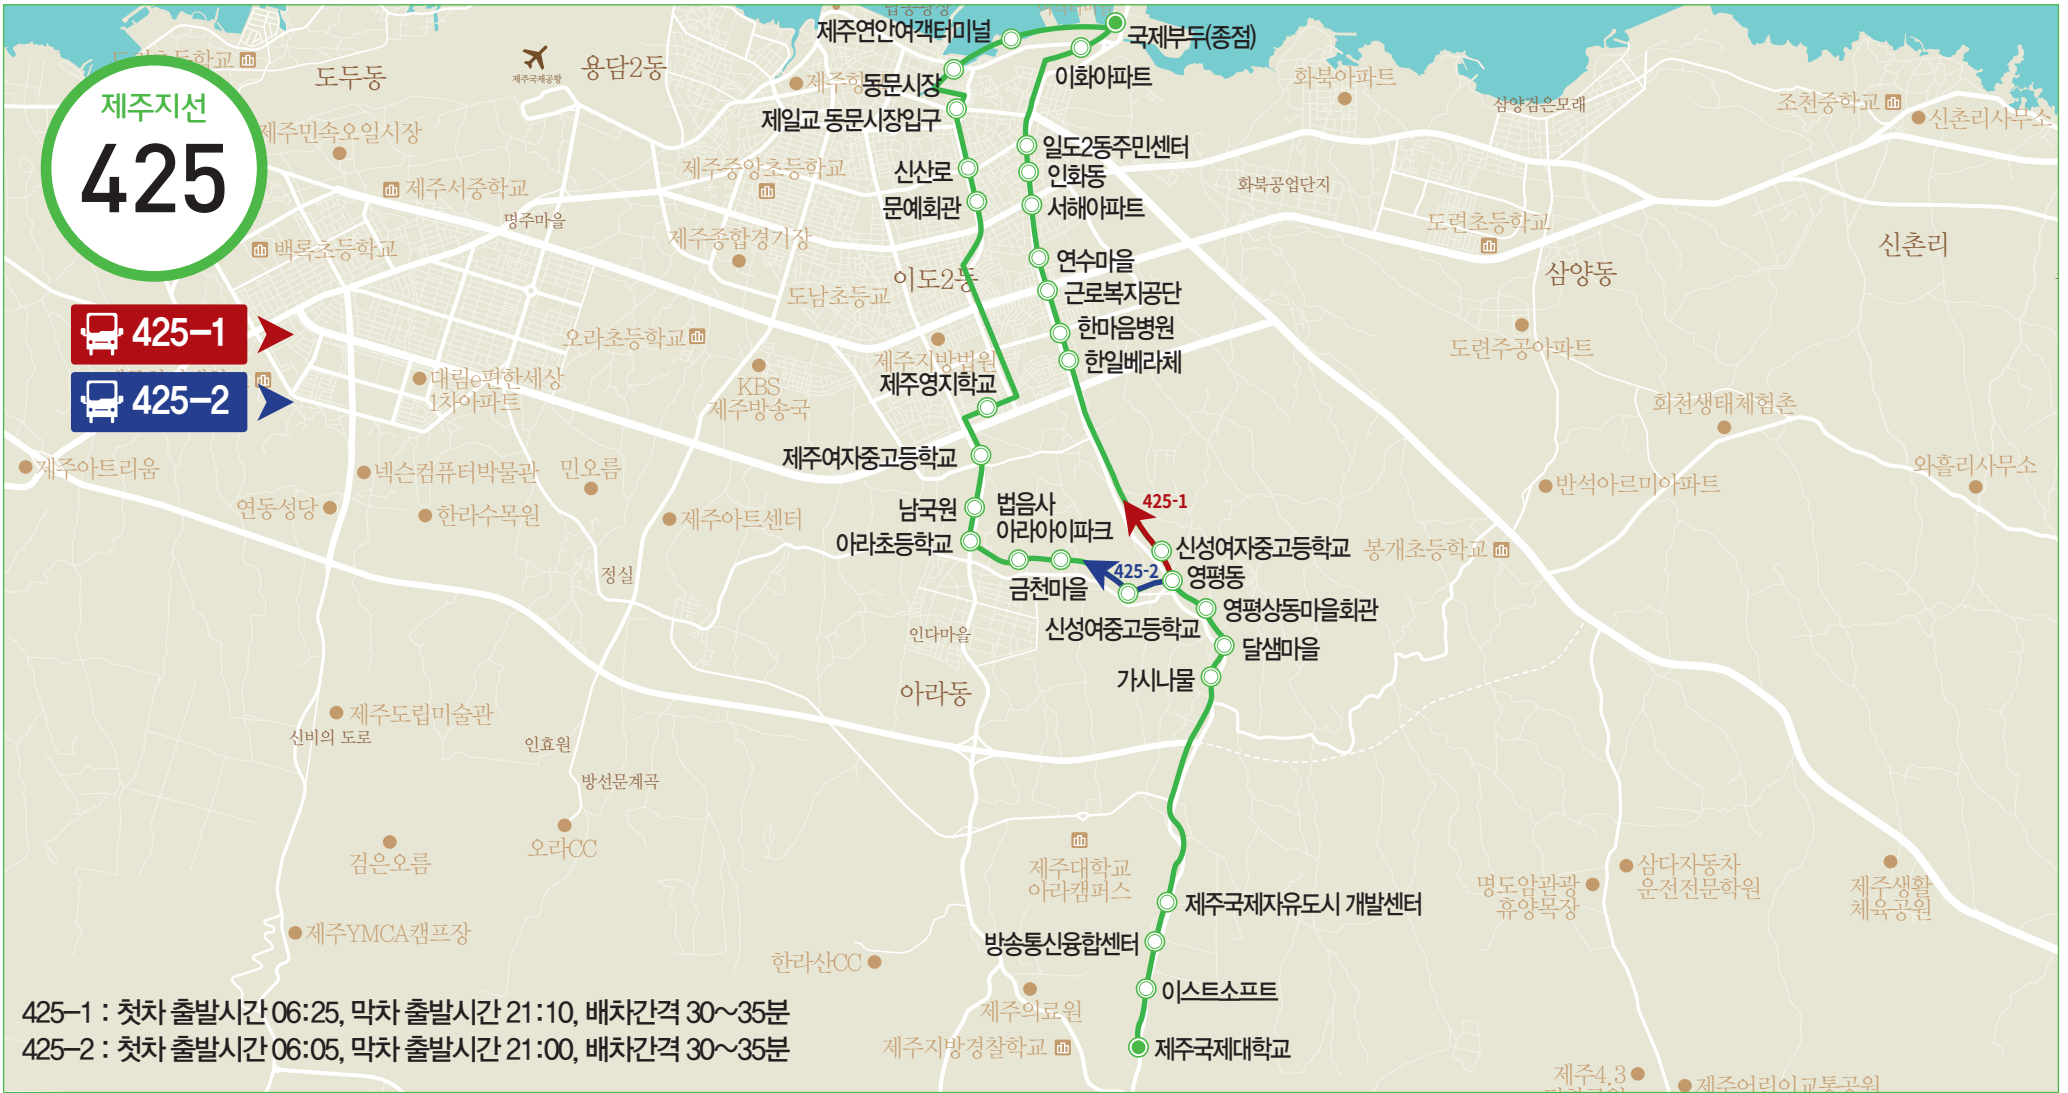 제주지선
425
425-1
425-2
제주국제공항
도두동
용담2동
제주민속오일시장
제주서중학교
백록초등학교
명주마을
제주중앙초등학교
제주종합경기장
도남초등학교
이도2동
오라초등학교
제주지방법원
KBS
제주방송국
대림e편한세상
1차아파트
제주아트리움
넥슨컴퓨터박물관
민오름
연동성당
한라수목원
제주아트센터
정실
인다마을
아라동
제주도립미술관
신비의 도로
인효원
방선문계곡
오라CC
검은오름
제주YMCA캠프장
한라산CC
제주의료원
제주지방경찰학교
제주대학교
아라캠퍼스
화북아파트
삼양검은모래
조천중학교
신촌리사무소
화북공업단지
도련초등학교
삼양동
신촌리
도련주공아파트
회천생태체험촌
와흘리사무소
반석아르미아파트
봉개초등학교
명도암관광
휴양목장
삼다자동차
운전전문학원
제주생활
체육공원
제주4.3
제주어린이교통공원
제주연안여객터미널
국제부두(종점)
동문시장
이화아파트
제일교 동문시장입구
일도2동주민센터
신산로
인화동
문예회관
서해아파트
연수마을
근로복지공단
한마음병원
한일베라체
제주영지학교
제주여자중고등학교
남국원
법음사
아라아이파크
아라초등학교
금천마을
425-1
425-2
신성여자중고등학교
영평동
신성여중고등학교
영평상동마을회관
달샘마을
가시나물
제주국제자유도시 개발센터
방송통신융합센터
이스트소프트
제주국제대학교
425-1 : 첫차 출발시간 06:25, 막차 출발시간 21:10, 배차간격 30~35분
425-2 : 첫차 출발시간 06:05, 막차 출발시간 21:00, 배차간격 30~35분